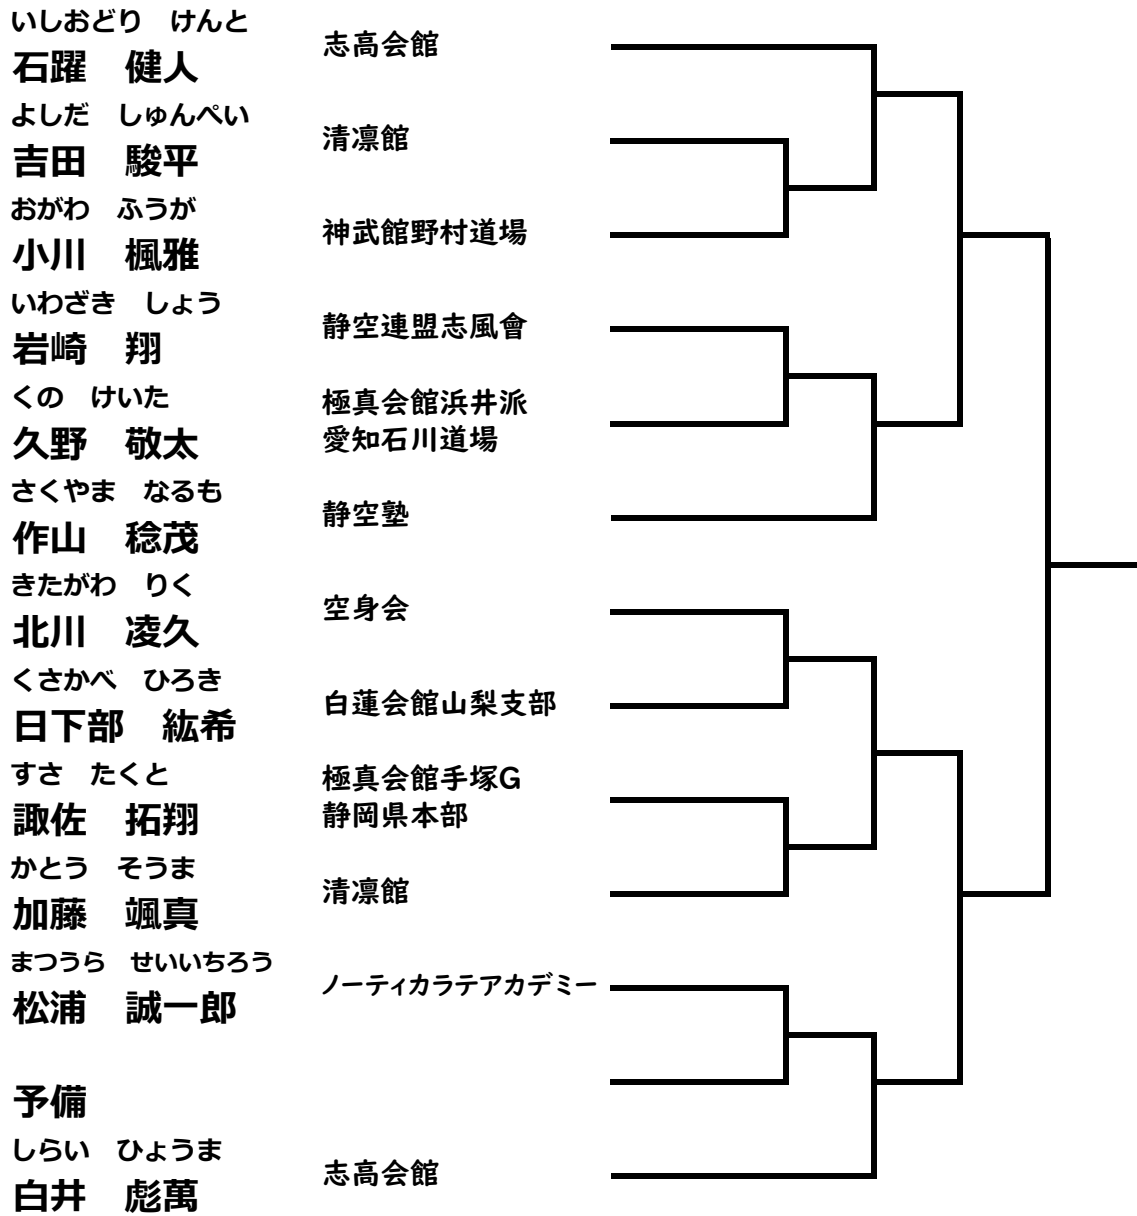 いしおどり　けんと
石躍　健人
志高会館
よしだ　しゅんぺい
吉田　駿平
清凛館
おがわ　ふうが
小川　楓雅
神武館野村道場
いわざき　しょう
岩崎　翔
静空連盟志風會
くの　けいた
久野　敬太
極真会館浜井派
愛知石川道場
さくやま　なるも
作山　稔茂
静空塾
きたがわ　りく
北川　凌久
空身会
くさかべ　ひろき
日下部　紘希
白蓮会館山梨支部
すさ　たくと
諏佐　拓翔
極真会館手塚G
静岡県本部
かとう　そうま
加藤　颯真
清凛館
まつうら　せいいちろう
松浦　誠一郎
ノーティカラテアカデミー
予備
しらい　ひょうま
白井　彪萬
志高会館